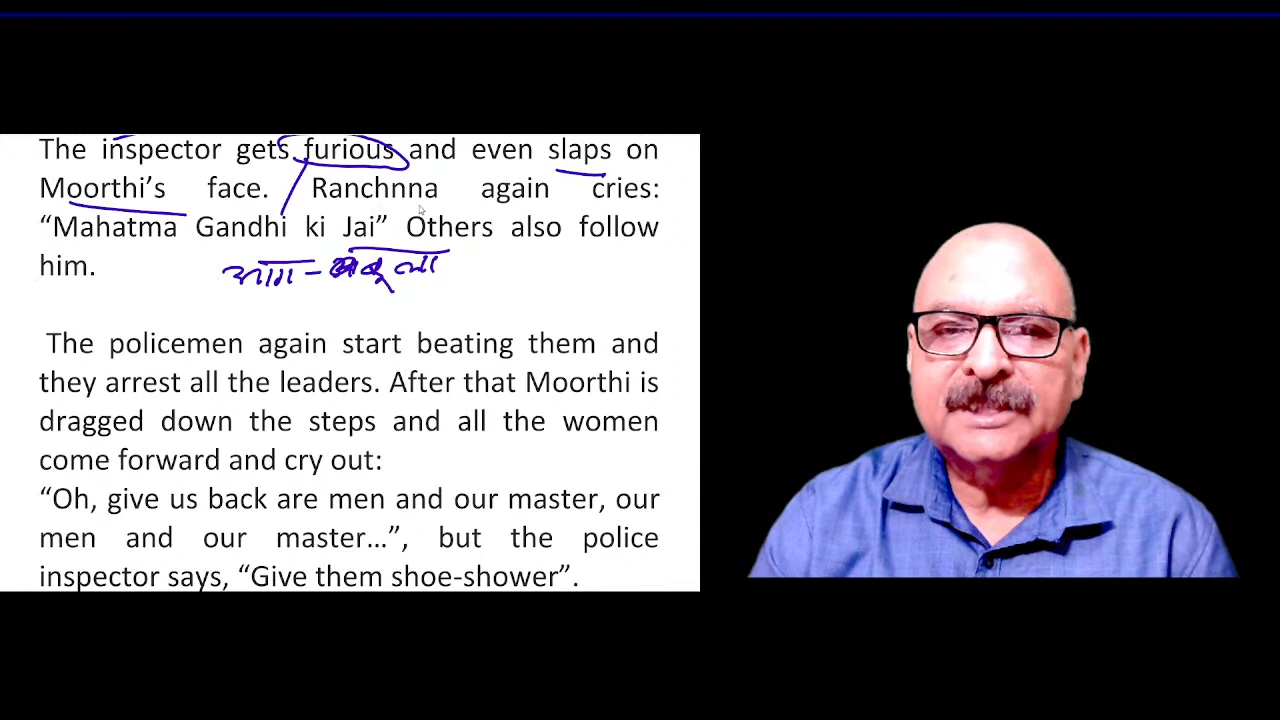 The inspector gets furious and even slaps on
Moorthi’s face. Ranchnna again cries:
“Mahatma Gandhi ki Jai” Others also follow
him.
आग -
The policemen again start beating them and
they arrest all the leaders. After that Moorthi is
dragged down the steps and all the women
come forward and cry out:
“Oh, give us back are men and our master, our
men and our master…”, but the police
inspector says, “Give them shoe-shower”.